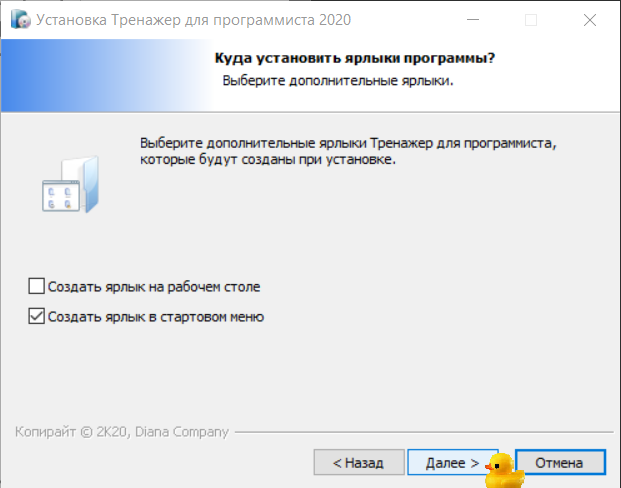 Установка Тренажер для программиста 2020
Куда установить ярлыки программы?
Выберите дополнительные ярлыки.
Выберите дополнительные ярлыки Тренажер для программиста,
которые будут созданы при установке.
Создать ярлык на рабочем столе
Создать ярлык в стартовом меню
Копирайт © 2K20, Diana Company
< Назад
Далее >
Отмена